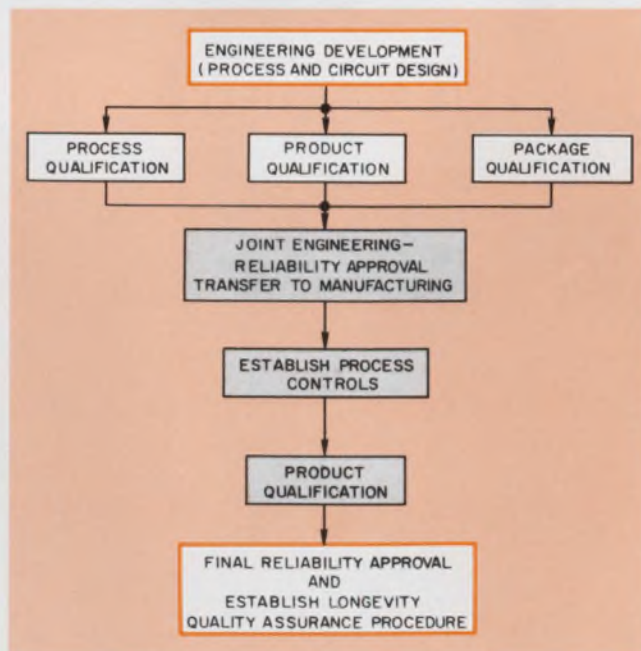 ENGINEERING DEVELOPMENT
(PROCESS AND CIRCUIT DESIGN)
PROCESS
QUALIFICATION
PRODUCT
QUALIFICATION
PACKAGE
QUALIFICATION
JOINT ENGINEERING—
RELIABILITY APPROVAL
TRANSFER TO MANUFACTURING
ESTABLISH PROCESS
CONTROLS
PRODUCT
QUALIFICATION
FINAL RELIABILITY APPROVAL
AND
ESTABLISH LONGEVITY
QUALITY ASSURANCE PROCEDURE